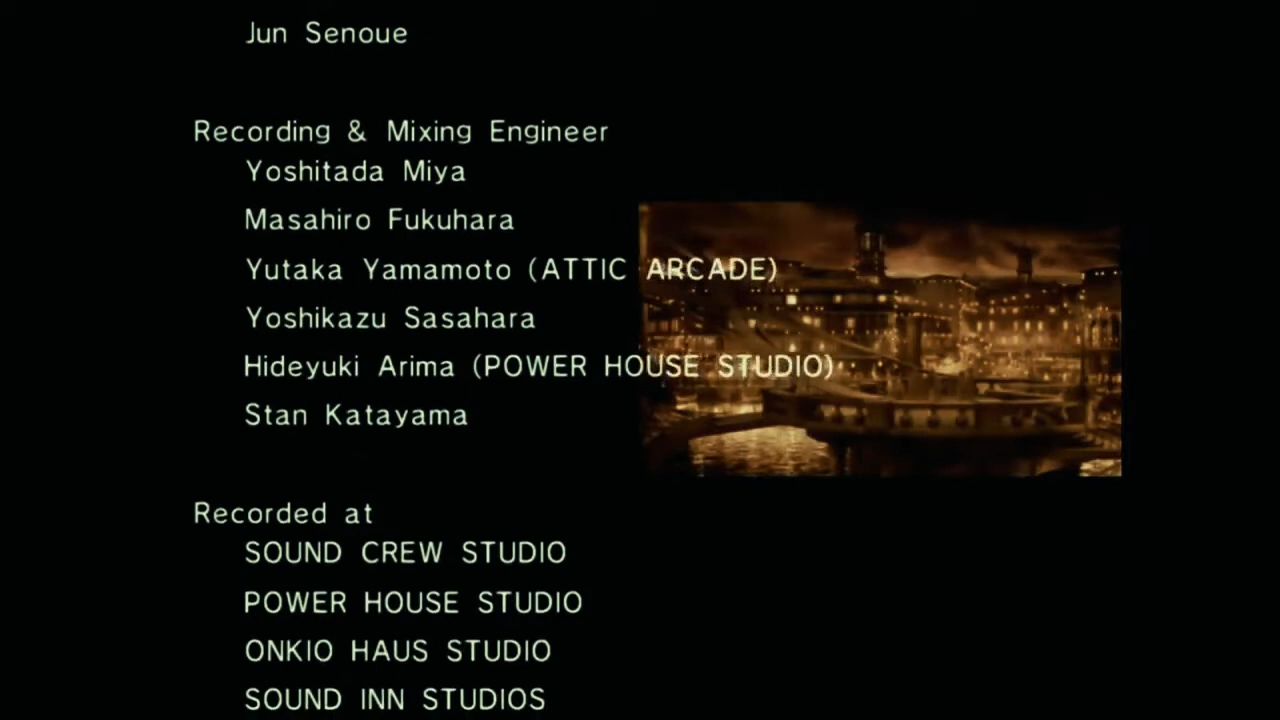 Jun Senoue
Recording & Mixing Engineer
Yoshitada Miya
Masahiro Fukuhara
Yutaka Yamamoto (ATTIC ARCADE)
Yoshikazu Sasahara
Hideyuki Arima (POWER HOUSE STUDIO)
Stan Katayama
Recorded at
SOUND CREW STUDIO
POWER HOUSE STUDIO
ONKIO HAUS STUDIO
SOUND INN STUDIOS